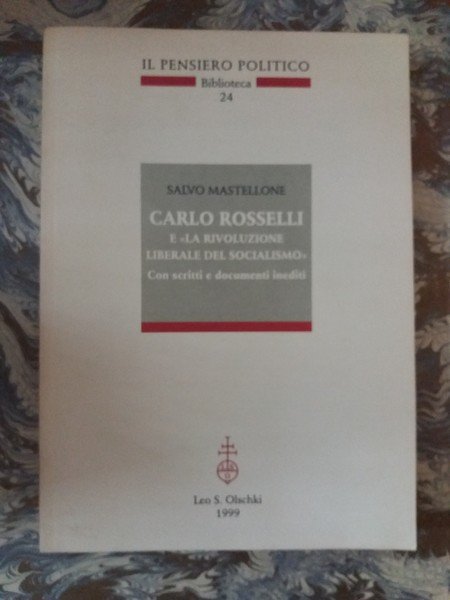 IL PENSIERO POLITICO
Biblioteca
24
SALVO MASTELLONE
CARLO ROSSELLI
E «LA RIVOLUZIONE
LIBERALE DEL SOCIALISMO»
Con scritti e documenti inediti
Leo S. Olschki
1999